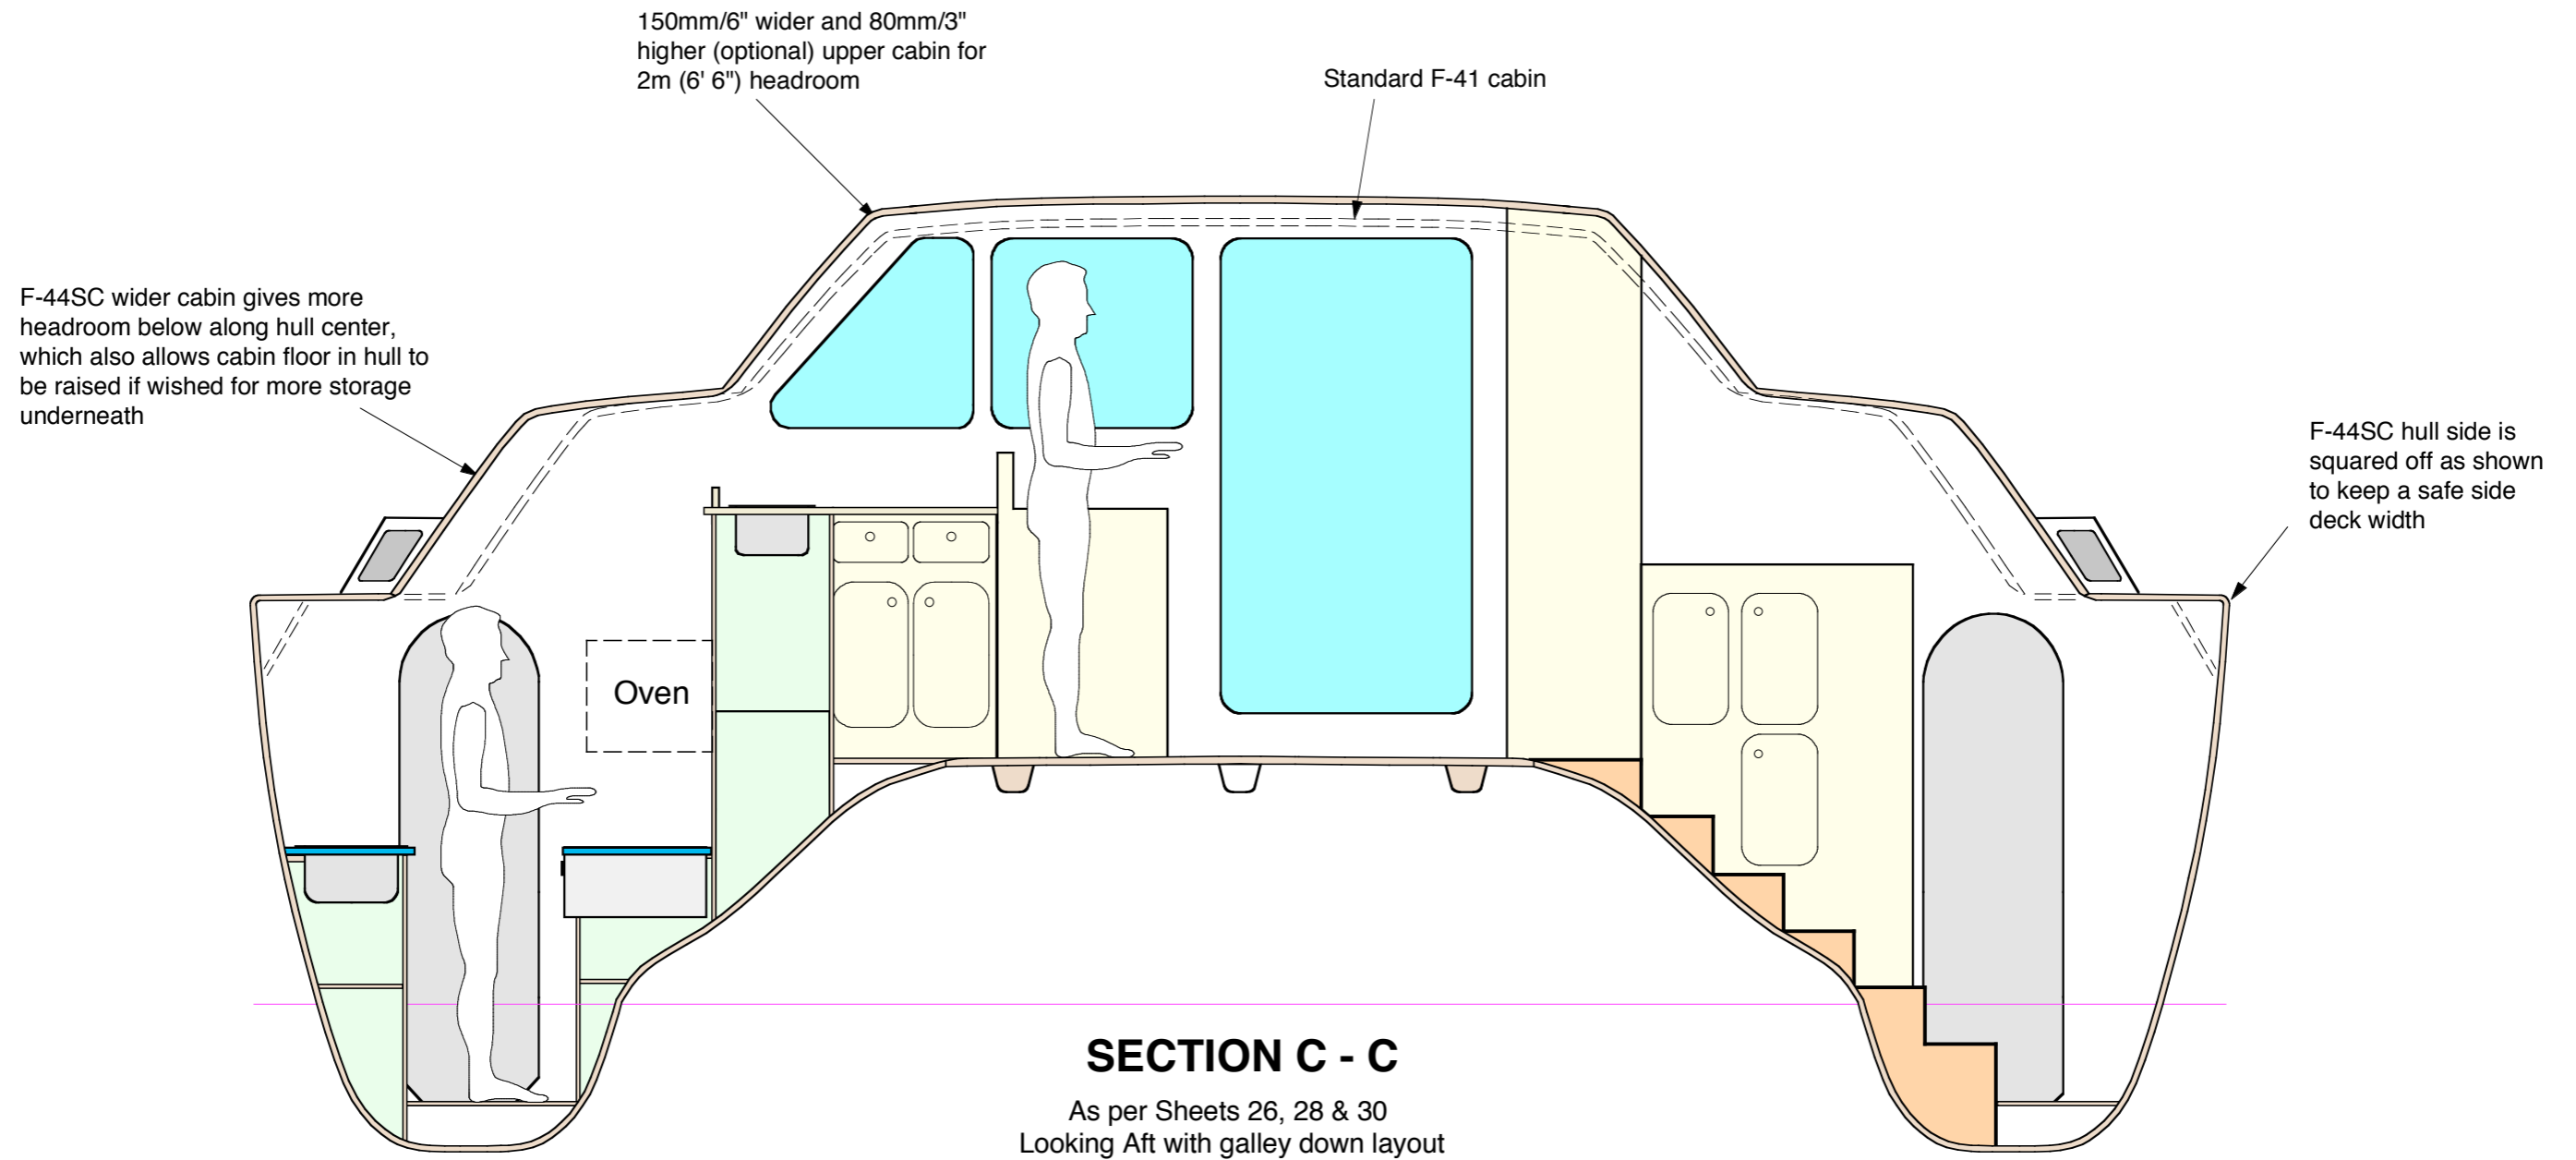 150mm/6" wider and 80mm/3"
higher (optional) upper cabin for
2m (6' 6") headroom
Standard F-41 cabin
F-44SC wider cabin gives more
headroom below along hull center,
which also allows cabin floor in hull to
be raised if wished for more storage
underneath
F-44SC hull side is
squared off as shown
to keep a safe side
deck width
Oven
SECTION C - C
As per Sheets 26, 28 & 30
Looking Aft with galley down layout